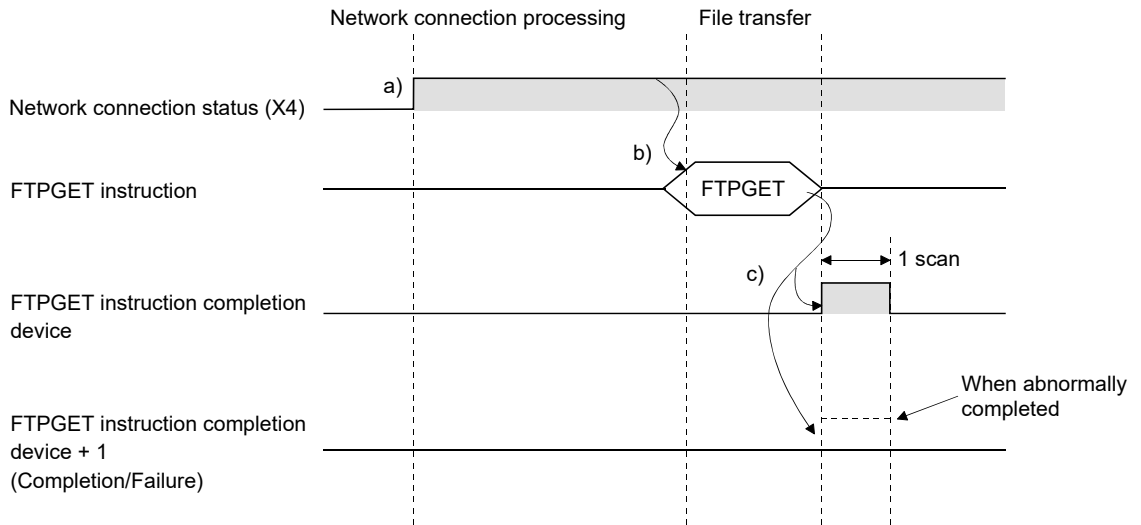 Network connection processing
File transfer
a)
Network connection status (X4)
b)
FTPGET instruction
FTPGET
1 scan
c)
FTPGET instruction completion
device
When abnormally
completed
FTPGET instruction completion
device + 1
(Completion/Failure)